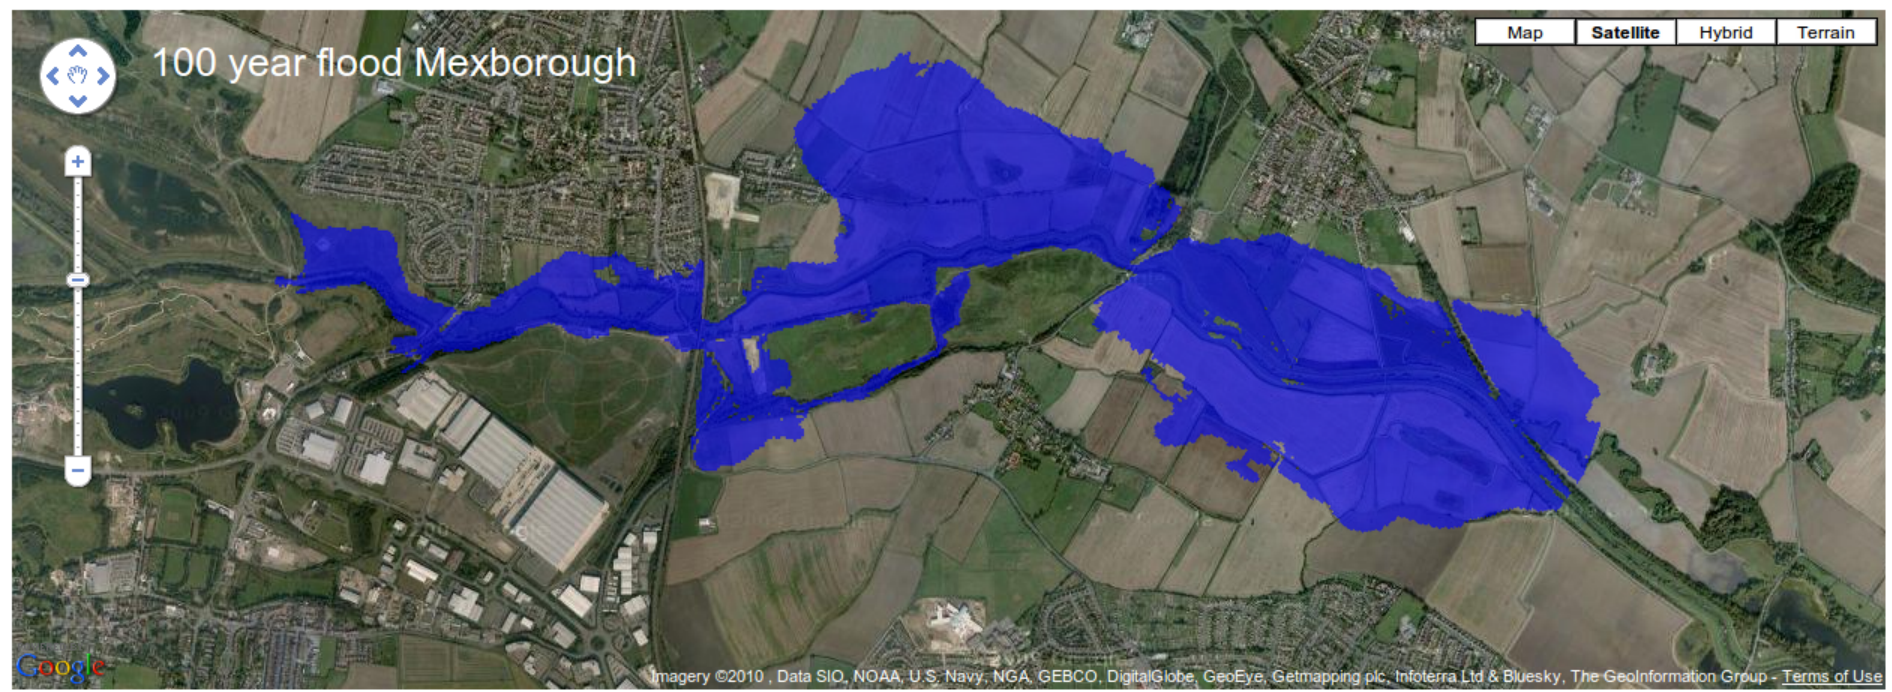 Map Satellite Hybrid Terrain
100 year flood Mexborough
Google
Imagery ©2010 , Data SIO, NOAA, U.S. Navy, NGA, GEBCO, DigitalGlobe, GeoEye, Getmapping plc, Infoterra Ltd & Bluesky, The GeoInformation Group - Terms of Use